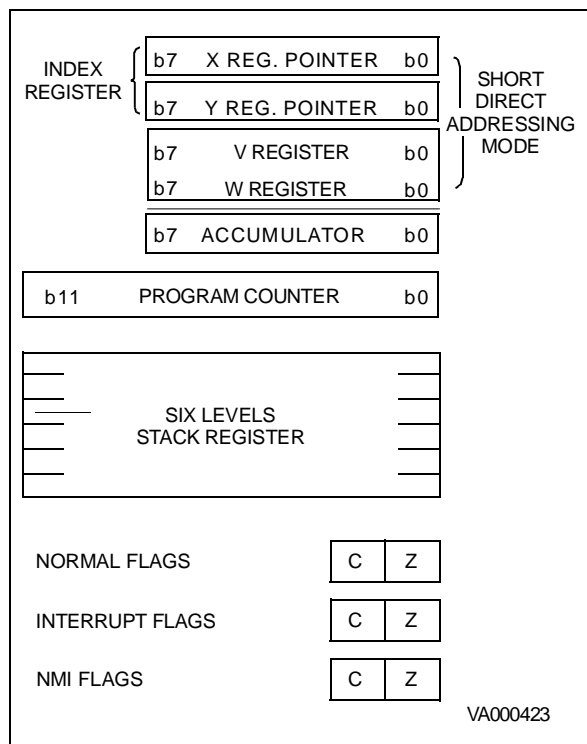 INDEX
REGISTER
b7 X REG. POINTER b0
b7 Y REG. POINTER b0
b7 V REGISTER b0
b7 W REGISTER b0
b7 ACCUMULATOR b0
SHORT
DIRECT
ADDRESSING
MODE
b11 PROGRAM COUNTER b0
SIX LEVELS
STACK REGISTER
NORMAL FLAGS C Z
INTERRUPT FLAGS C Z
NMI FLAGS C Z
VA000423